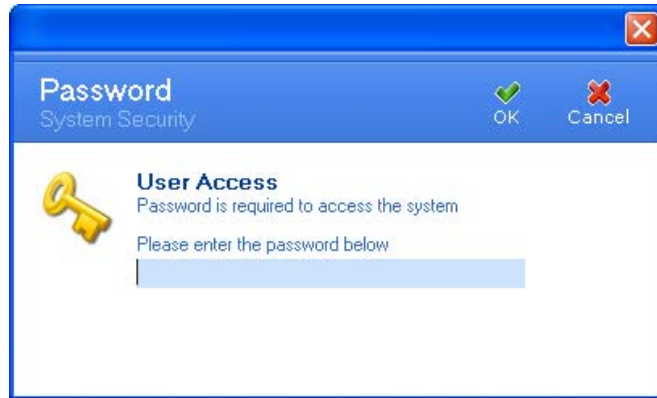 Password
System Security
OK
Cancel
User Access
Password is required to access the system
Please enter the password below